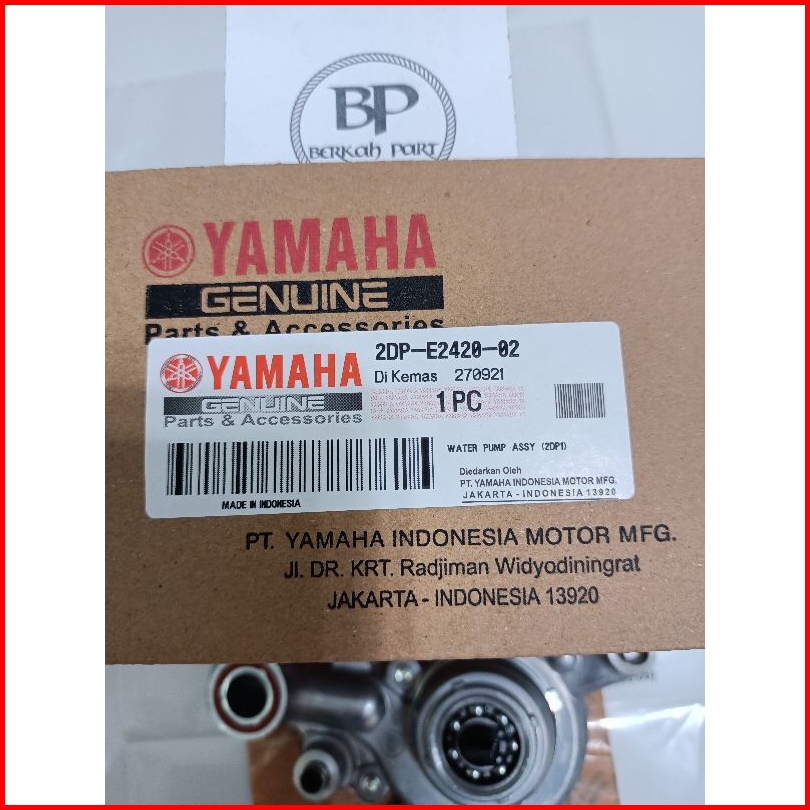 BP
BERKAH PART
YAMAHA
GENUINE
Parts & Accessories
YAMAHA
GENUINE
Parts & Accessories
2DP-E2420-02
Di Kemas 270921
1 PC
WATER PUMP ASSY (2DP1)
Diedarkan Oleh
PT. YAMAHA INDONESIA MOTOR MFG.
JAKARTA - INDONESIA 13920
MADE IN INDONESIA
PT. YAMAHA INDONESIA MOTOR MFG.
Jl. DR. KRT. Radjiman Widyodiningrat
JAKARTA - INDONESIA 13920